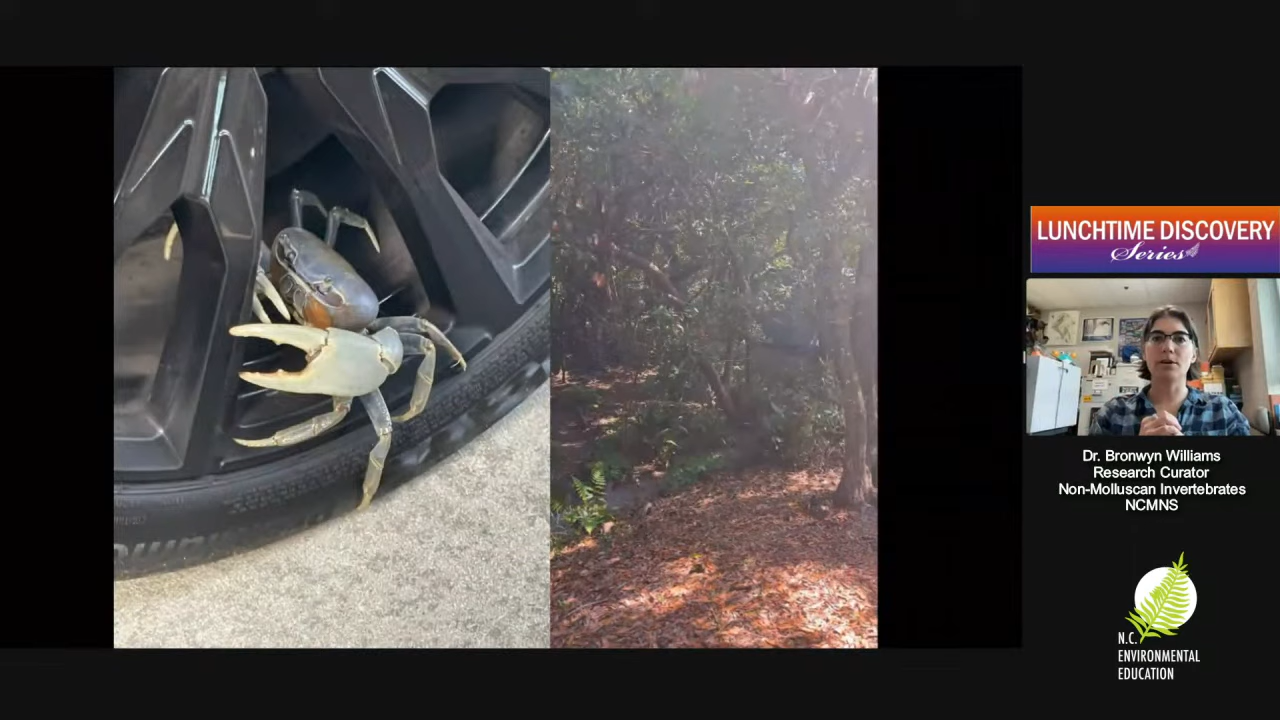 LUNCHTIME DISCOVERY
Series
Dr. Bronwyn Williams
Research Curator
Non-Molluscan Invertebrates
NCMNS
N.C.
ENVIRONMENTAL
EDUCATION